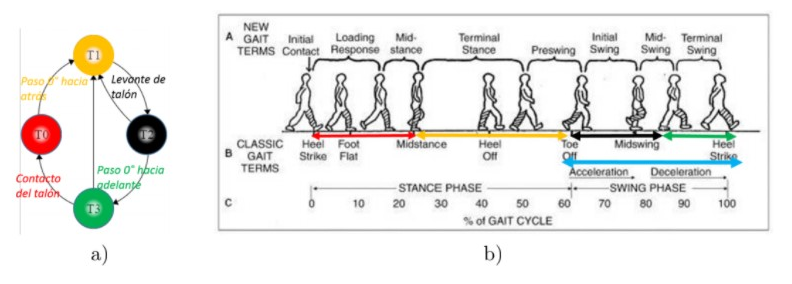 T1
Paso 0° hacia
atrás
Levante de
talón
T0
T2
Contacto
del talón
Paso 0° hacia
adelante
T3
a)
A
NEW
GAIT
TERMS
Initial
Contact
Loading
Response
Mid-
stance
Terminal
Stance
Preswing
Initial
Swing
Mid-
Swing
Terminal
Swing
B
CLASSIC
GAIT
TERMS
Heel
Strike
Foot
Flat
Midstance
Heel
Off
Toe
Off
Midswing
Heel
Strike
Acceleration
Deceleration
STANCE PHASE
SWING PHASE
C
0 10 20 30 40 50 60 70 80 90 100
% of GAIT CYCLE
b)